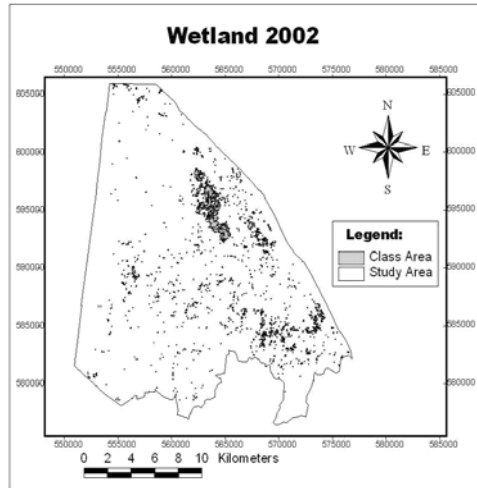 Wetland 2002
550000 555000 560000 565000 570000 575000 580000 585000
605000 605000
N
600000 W E 600000
S
595000 595000
Legend:
Class Area
590000 Study Area 590000
585000 585000
580000 580000
550000 555000 560000 565000 570000 575000 580000 585000
0 2 4 6 8 10 Kilometers